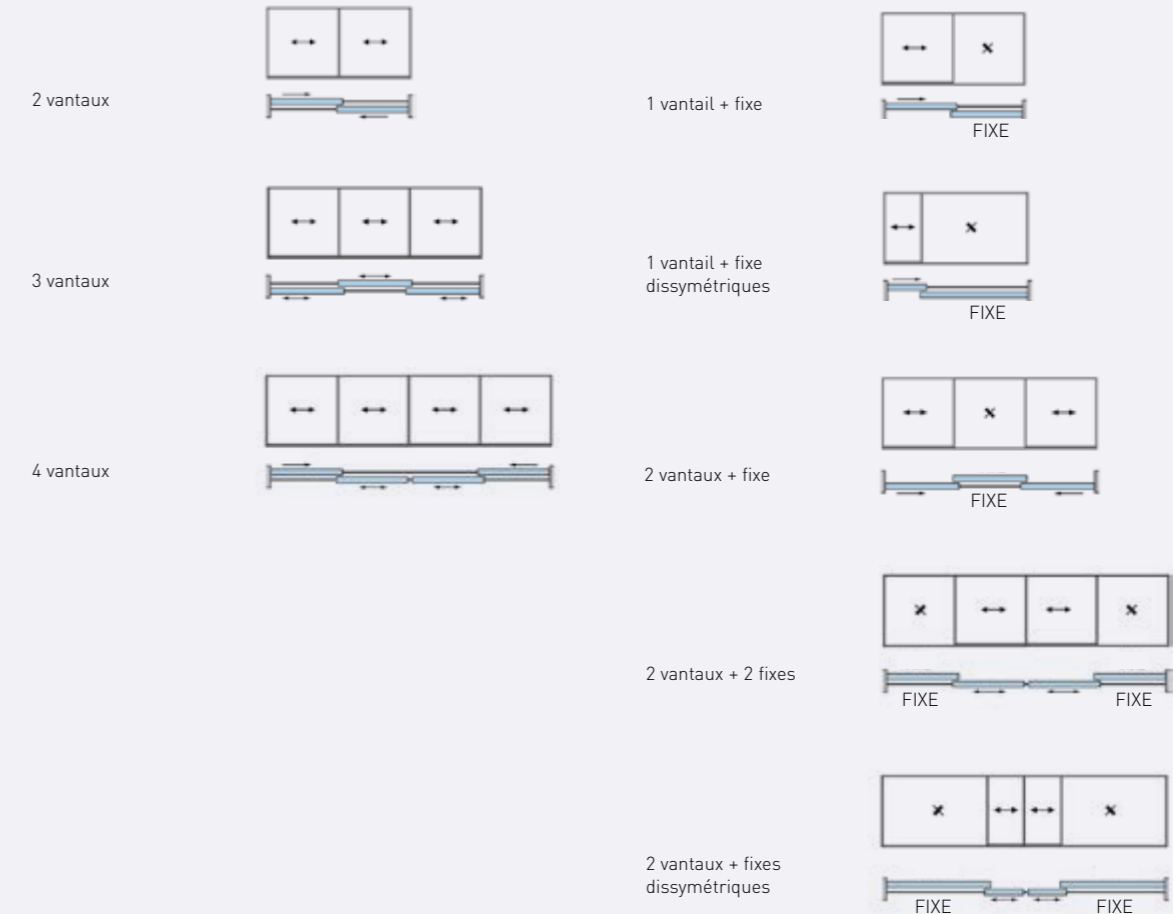 2 vantaux
3 vantaux
4 vantaux
1 vantail + fixe
FIXE
1 vantail + fixe
dissymétriques
FIXE
2 vantaux + fixe
FIXE
2 vantaux + 2 fixes
FIXE
FIXE
2 vantaux + fixes
dissymétriques
FIXE
FIXE